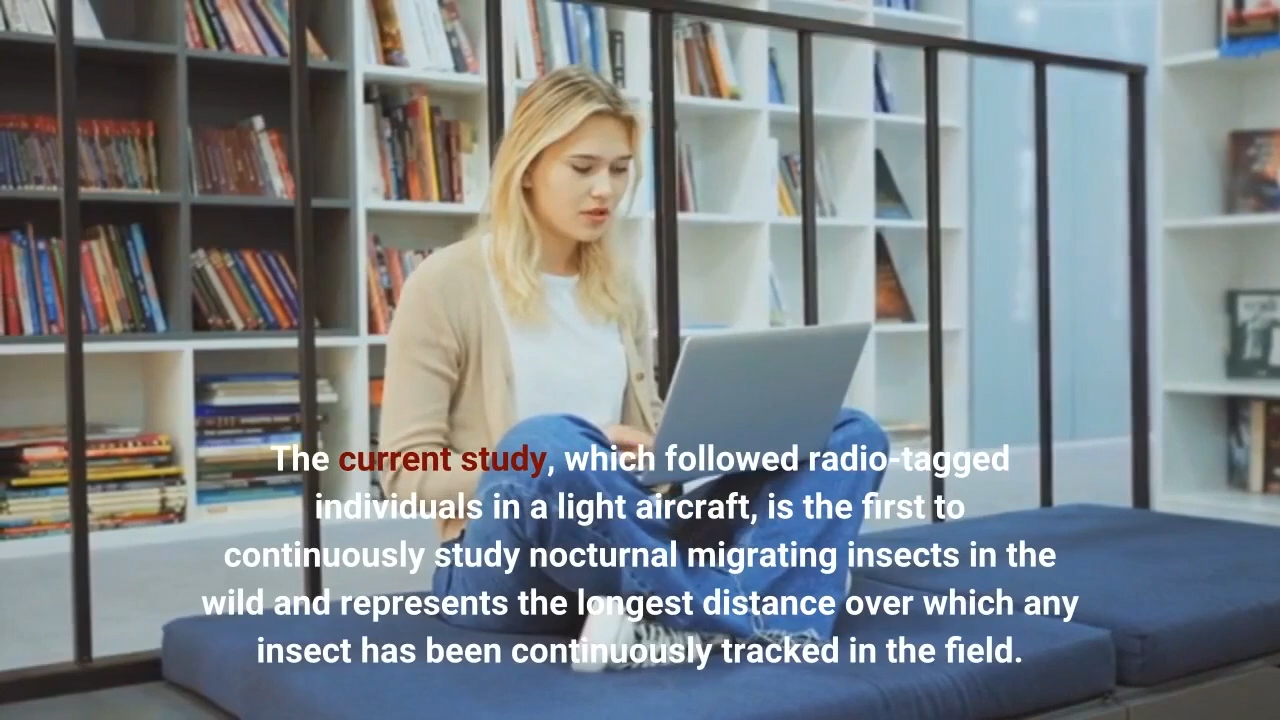 The current study, which followed radio-tagged
individuals in a light aircraft, is the first to
continuously study nocturnal migrating insects in the
wild and represents the longest distance over which any
insect has been continuously tracked in the field.